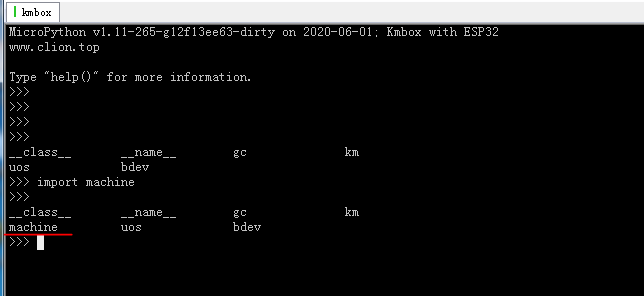 kmbox
MicroPython v1.11-265-g12f13ee63-dirty on 2020-06-01; Kmbox with ESP32
www.clion.top
Type "help()" for more information.
>>>
>>>
>>>
>>>
__class__ __name__ gc km
uos bdev
>>> import machine
>>>
__class__ __name__ gc km
machine uos bdev
>>>